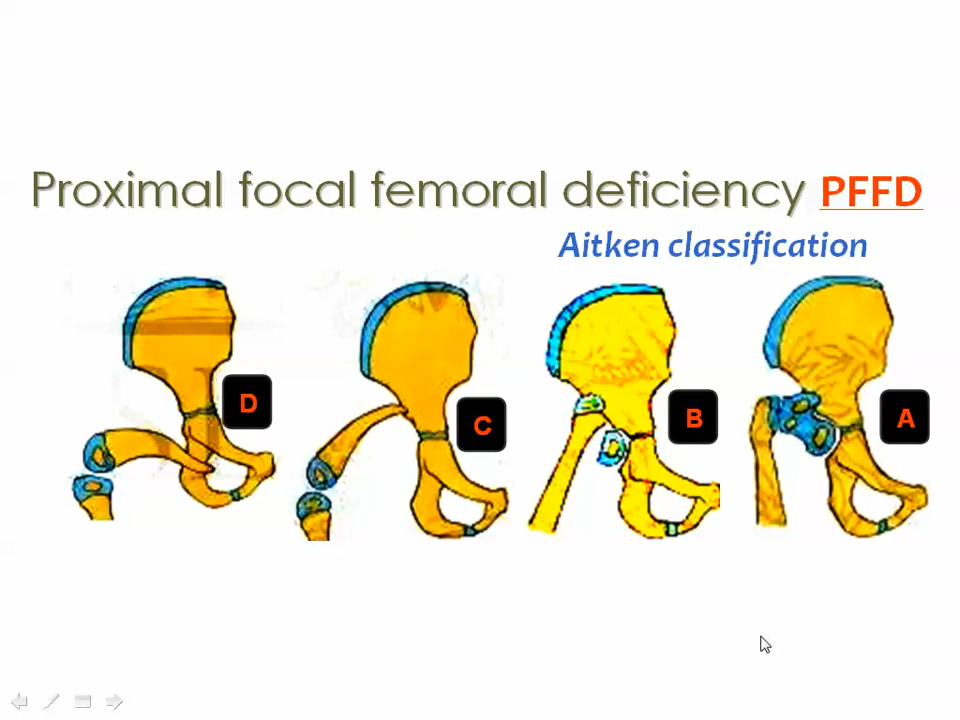 Proximal focal femoral deficiency PFFD
Aitken classification
D
C
B
A